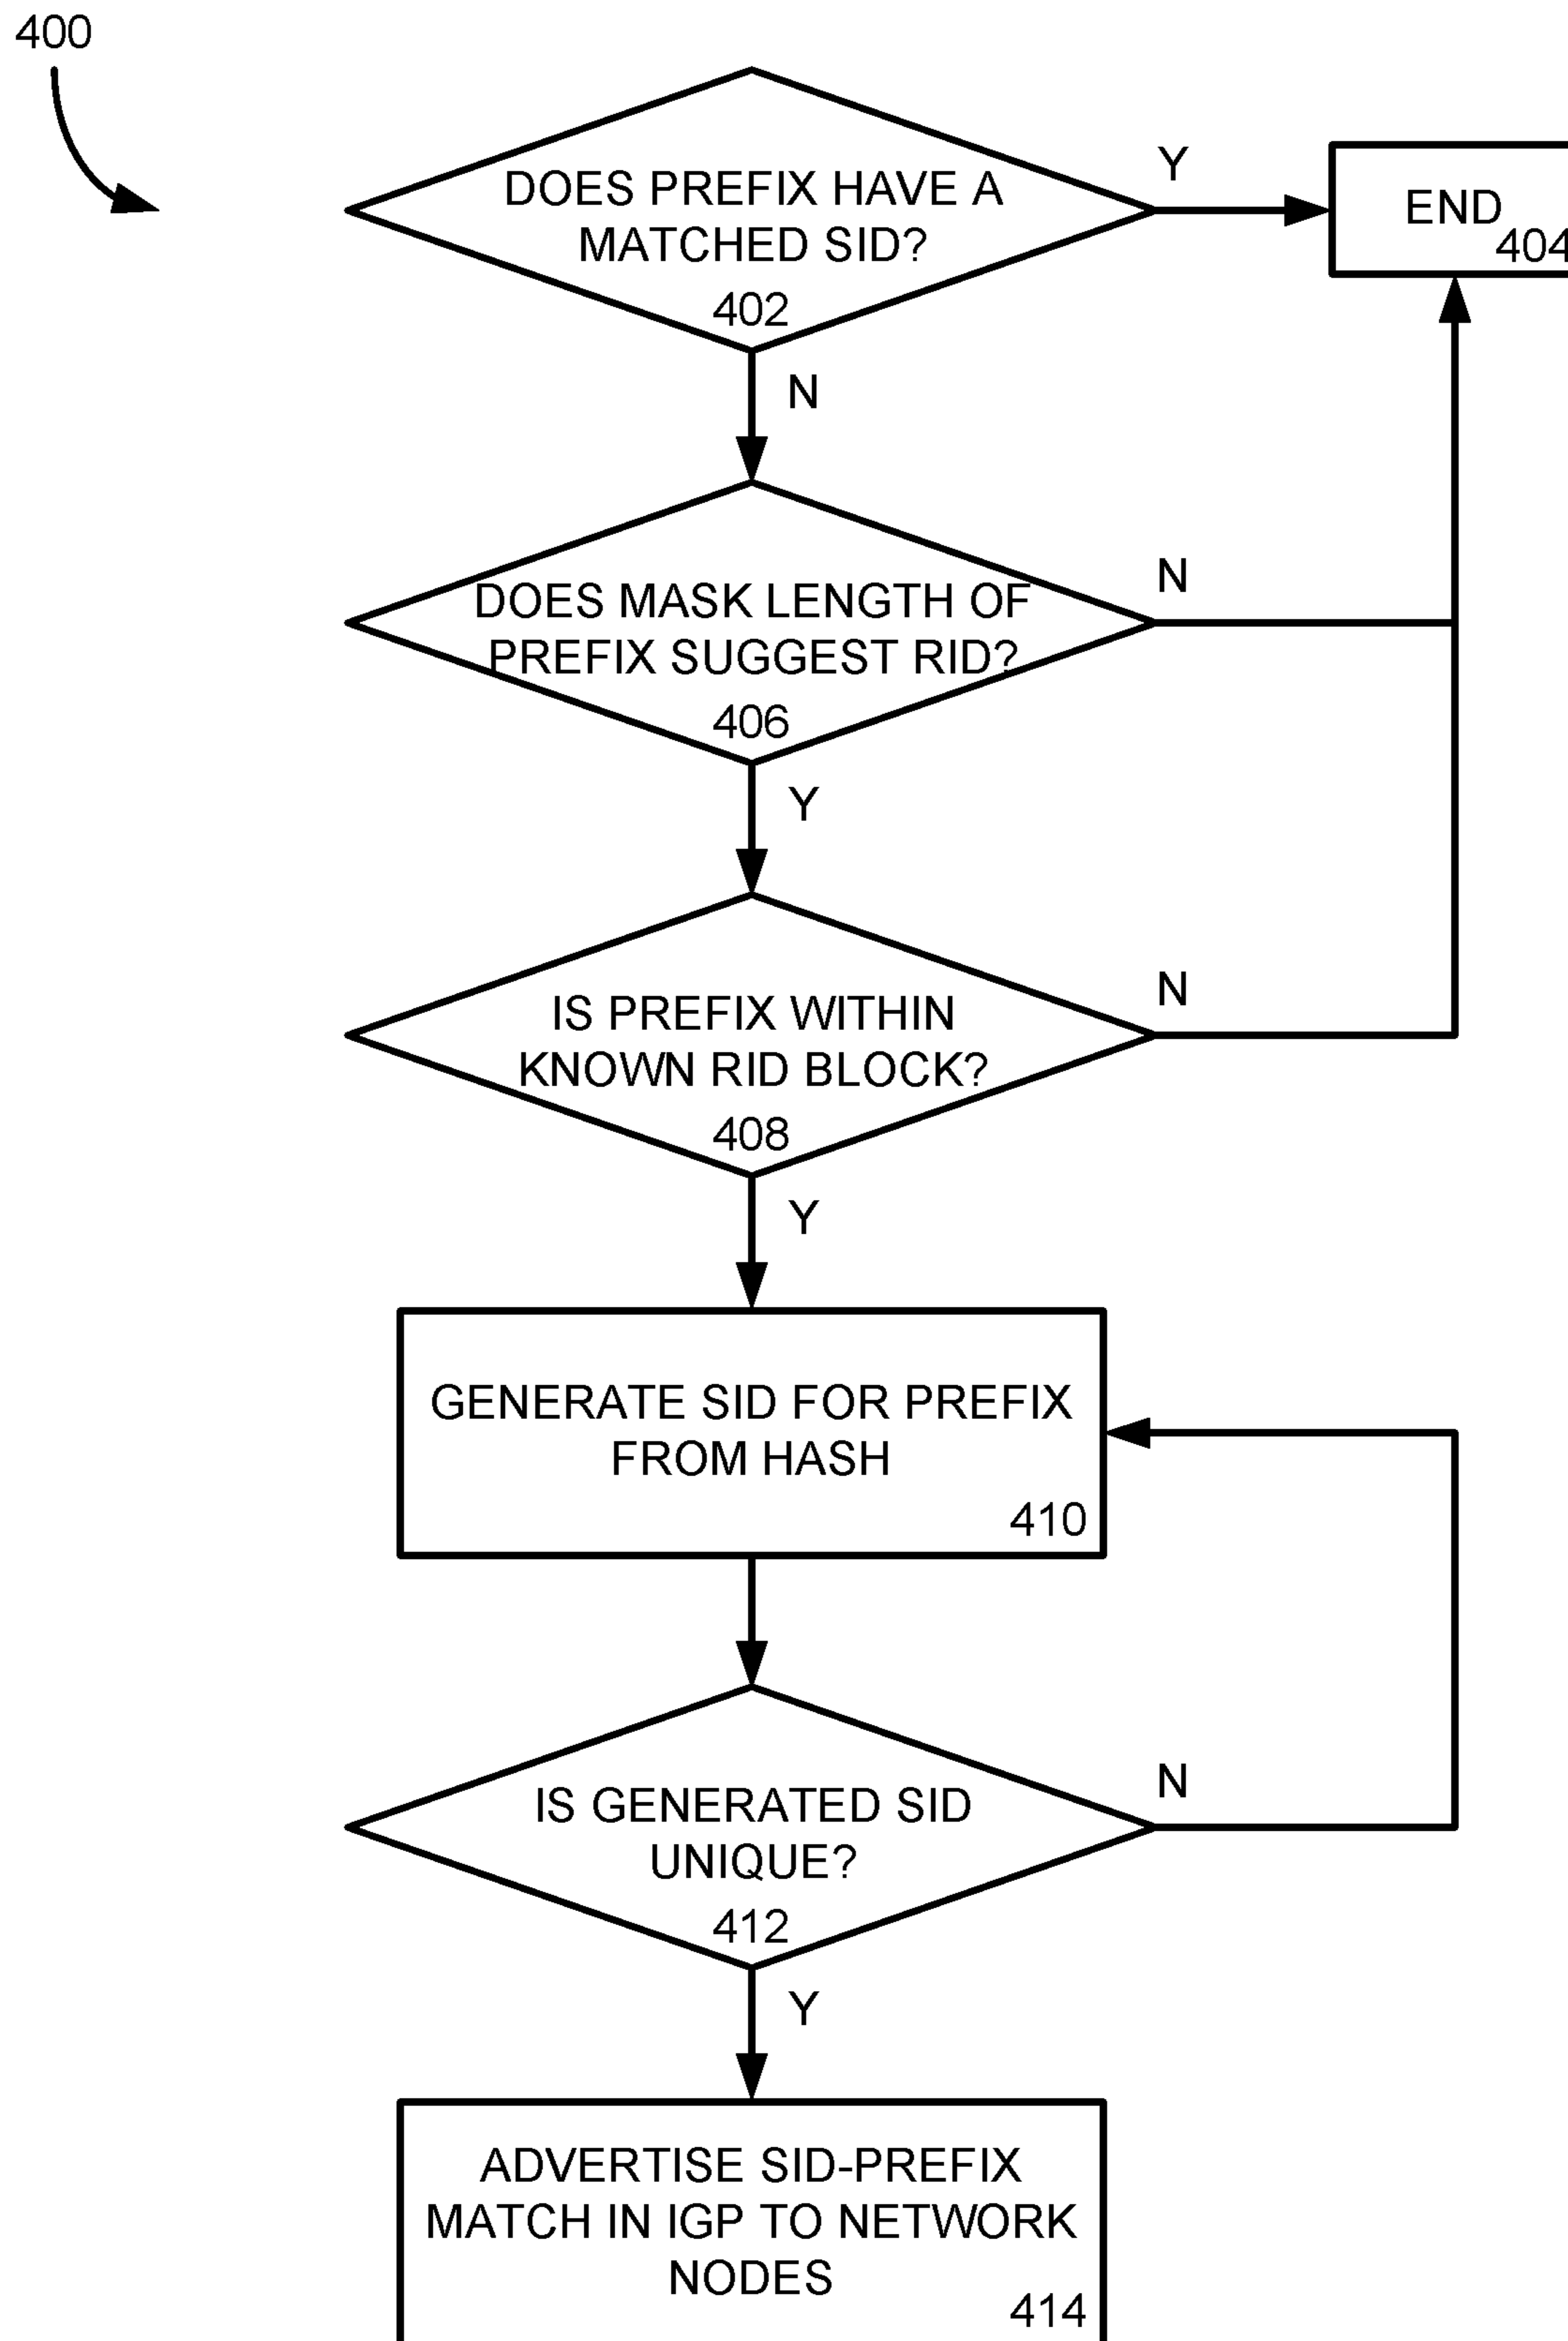 400
DOES PREFIX HAVE A
MATCHED SID?
402
Y
END
404
N
DOES MASK LENGTH OF
PREFIX SUGGEST RID?
406
N
Y
IS PREFIX WITHIN
KNOWN RID BLOCK?
408
N
Y
GENERATE SID FOR PREFIX
FROM HASH
410
IS GENERATED SID
UNIQUE?
412
N
Y
ADVERTISE SID-PREFIX
MATCH IN IGP TO NETWORK
NODES
414